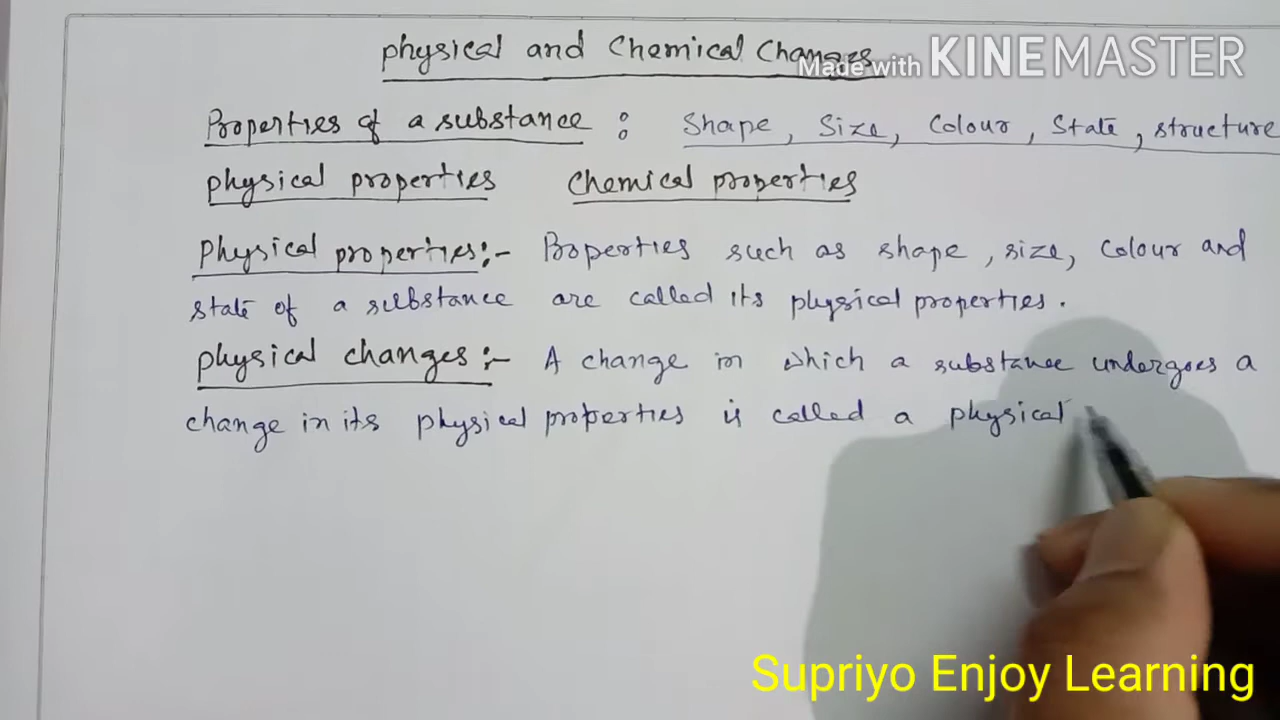 physical and Chemical Changes
Made with KINEMASTER
Properties of a substance : Shape, Size, Colour, State, structure
physical properties Chemical properties
Physical properties:- Properties such as shape, size, colour and
state of a substance are called its physical properties.
physical changes:- A change in which a substance undergoes a
change in its physical properties is called a physical
Supriyo Enjoy Learning